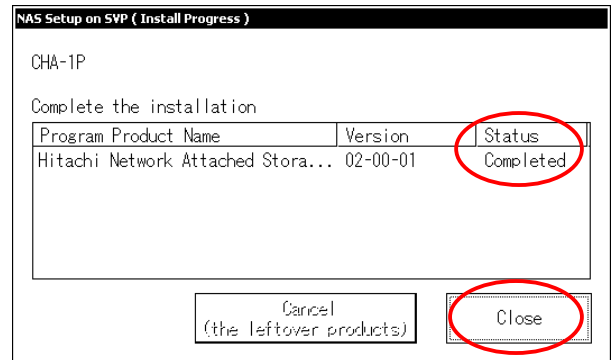 NAS Setup on SVP ( Install Progress )
CHA-1P
Complete the installation
Program Product Name Version Status
Hitachi Network Attached Stora... 02-00-01 Completed
Cancel
(the leftover products)
Close